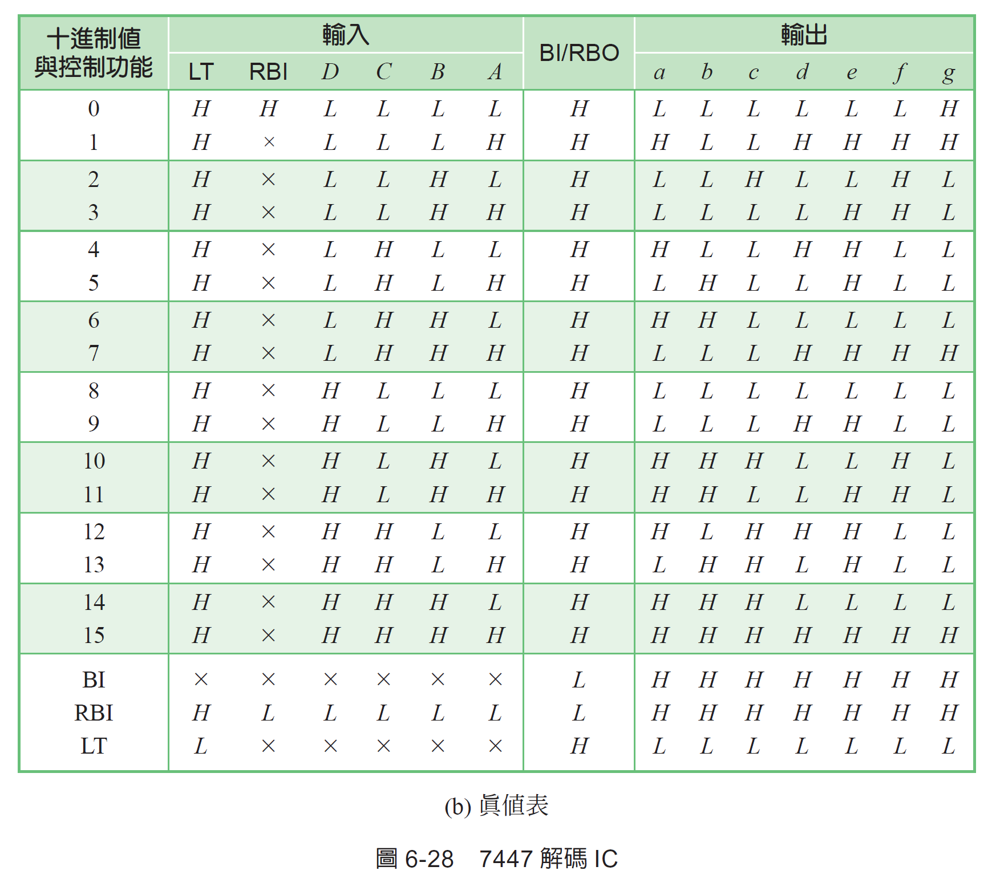 十進制值
與控制功能
輸入
BI/RBO
輸出
LT RBI D C B A a b c d e f g
0 H H L L L L H L L L L L L H
1 H × L L L H H H L L H H H H
2 H × L L H L H L L H L L H L
3 H × L L H H H L L L L H H L
4 H × L H L L H H L L H H L L
5 H × L H L H H L H L L H L L
6 H × L H H L H H H L L L L L
7 H × L H H H H L L L H H H H
8 H × H L L L H L L L L L L L
9 H × H L L H H L L L H H L L
10 H × H L H L H H H H L L H L
11 H × H L H H H H H L L H H L
12 H × H H L L H H L H H H L L
13 H × H H L H H L H H L H L L
14 H × H H H L H H H H L L L L
15 H × H H H H H H H H H H H H
BI × × × × × × L H H H H H H H
RBI H L L L L L L H H H H H H H
LT L × × × × × H L L L L L L L
(b) 眞值表
圖 6-28 7447 解碼 IC